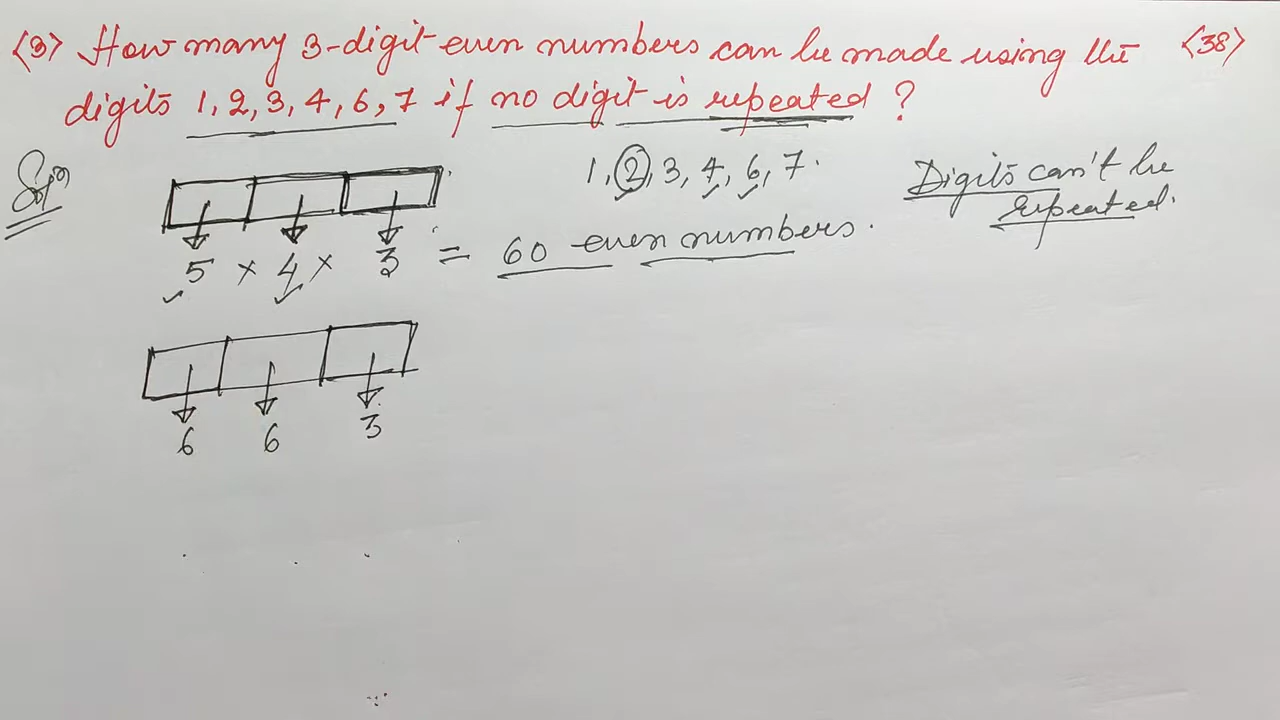 <3> How many 3-digit even numbers can be made using the <38>
digits 1, 2, 3, 4, 6, 7 if no digit is repeated ?
Solⁿ
1, 2, 3, 4, 6, 7.
Digits can't be
repeated.
5 × 4 × 3 = 60 even numbers.
6 6 3